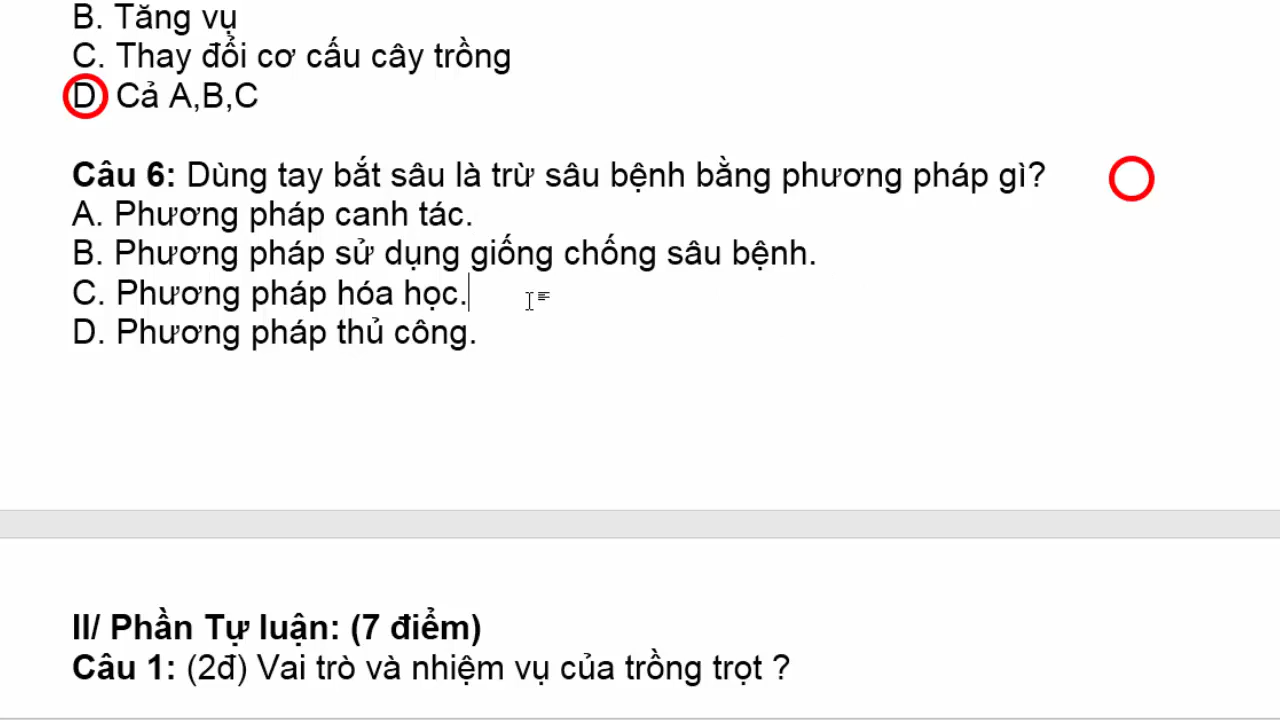 B. Tăng vụ
C. Thay đổi cơ cấu cây trồng
D. Cả A,B,C
Câu 6: Dùng tay bắt sâu là trừ sâu bệnh bằng phương pháp gì?
A. Phương pháp canh tác.
B. Phương pháp sử dụng giống chống sâu bệnh.
C. Phương pháp hóa học.
D. Phương pháp thủ công.
II/ Phần Tự luận: (7 điểm)
Câu 1: (2đ) Vai trò và nhiệm vụ của trồng trọt ?